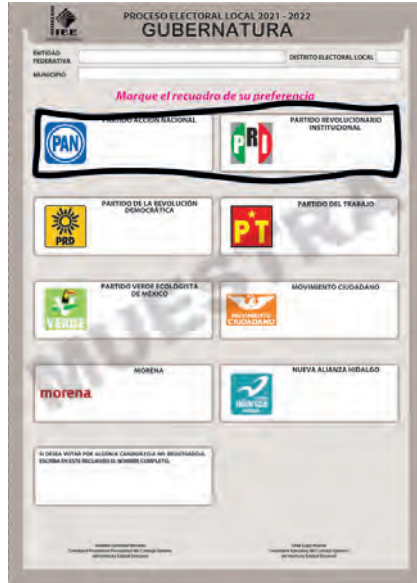 IEE
PROCESO ELECTORAL LOCAL 2021 - 2022
GUBERNATURA
ENTIDAD
FEDERATIVA
DISTRITO ELECTORAL LOCAL
MUNICIPIO
Marque el recuadro de su preferencia
PARTIDO ACCIÓN NACIONAL
PAN
PARTIDO REVOLUCIONARIO
INSTITUCIONAL
PRI
PARTIDO DE LA REVOLUCIÓN
DEMOCRÁTICA
PRD
PARTIDO DEL TRABAJO
PT
PARTIDO VERDE ECOLOGISTA
DE MÉXICO
VERDE
MOVIMIENTO CIUDADANO
MOVIMIENTO
CIUDADANO
MORENA
morena
NUEVA ALIANZA HIDALGO
alianza
SI DESEA VOTAR POR ALGÚN/A CANDIDATO/A NO REGISTRADO/A,
ESCRIBA EN ESTE RECUADRO EL NOMBRE COMPLETO.
MUESTRA